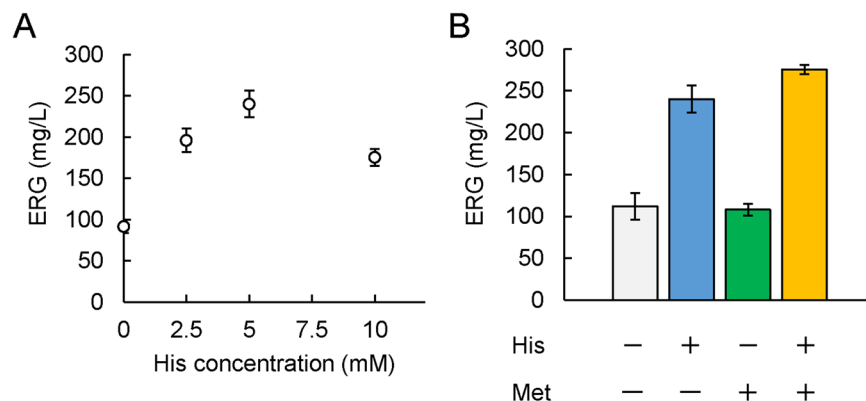 A
ERG (mg/L)
300
250
200
150
100
50
0
0 2.5 5 7.5 10
His concentration (mM)
B
ERG (mg/L)
300
250
200
150
100
50
0
His − + − +
Met − − + +